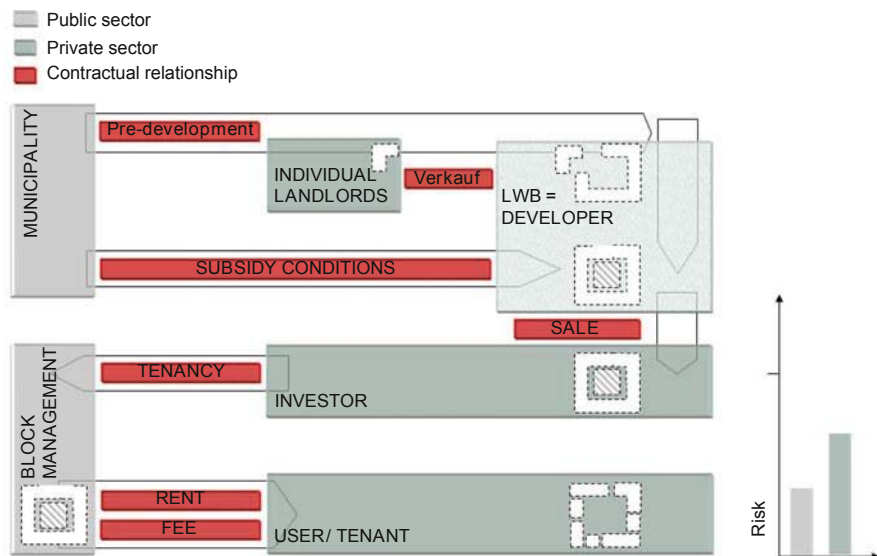 Public sector
Private sector
Contractual relationship
MUNICIPALITY
Pre-development
INDIVIDUAL
LANDLORDS
Verkauf
LWB =
DEVELOPER
SUBSIDY CONDITIONS
SALE
BLOCK
MANAGEMENT
TENANCY
INVESTOR
RENT
FEE
USER/ TENANT
Risk